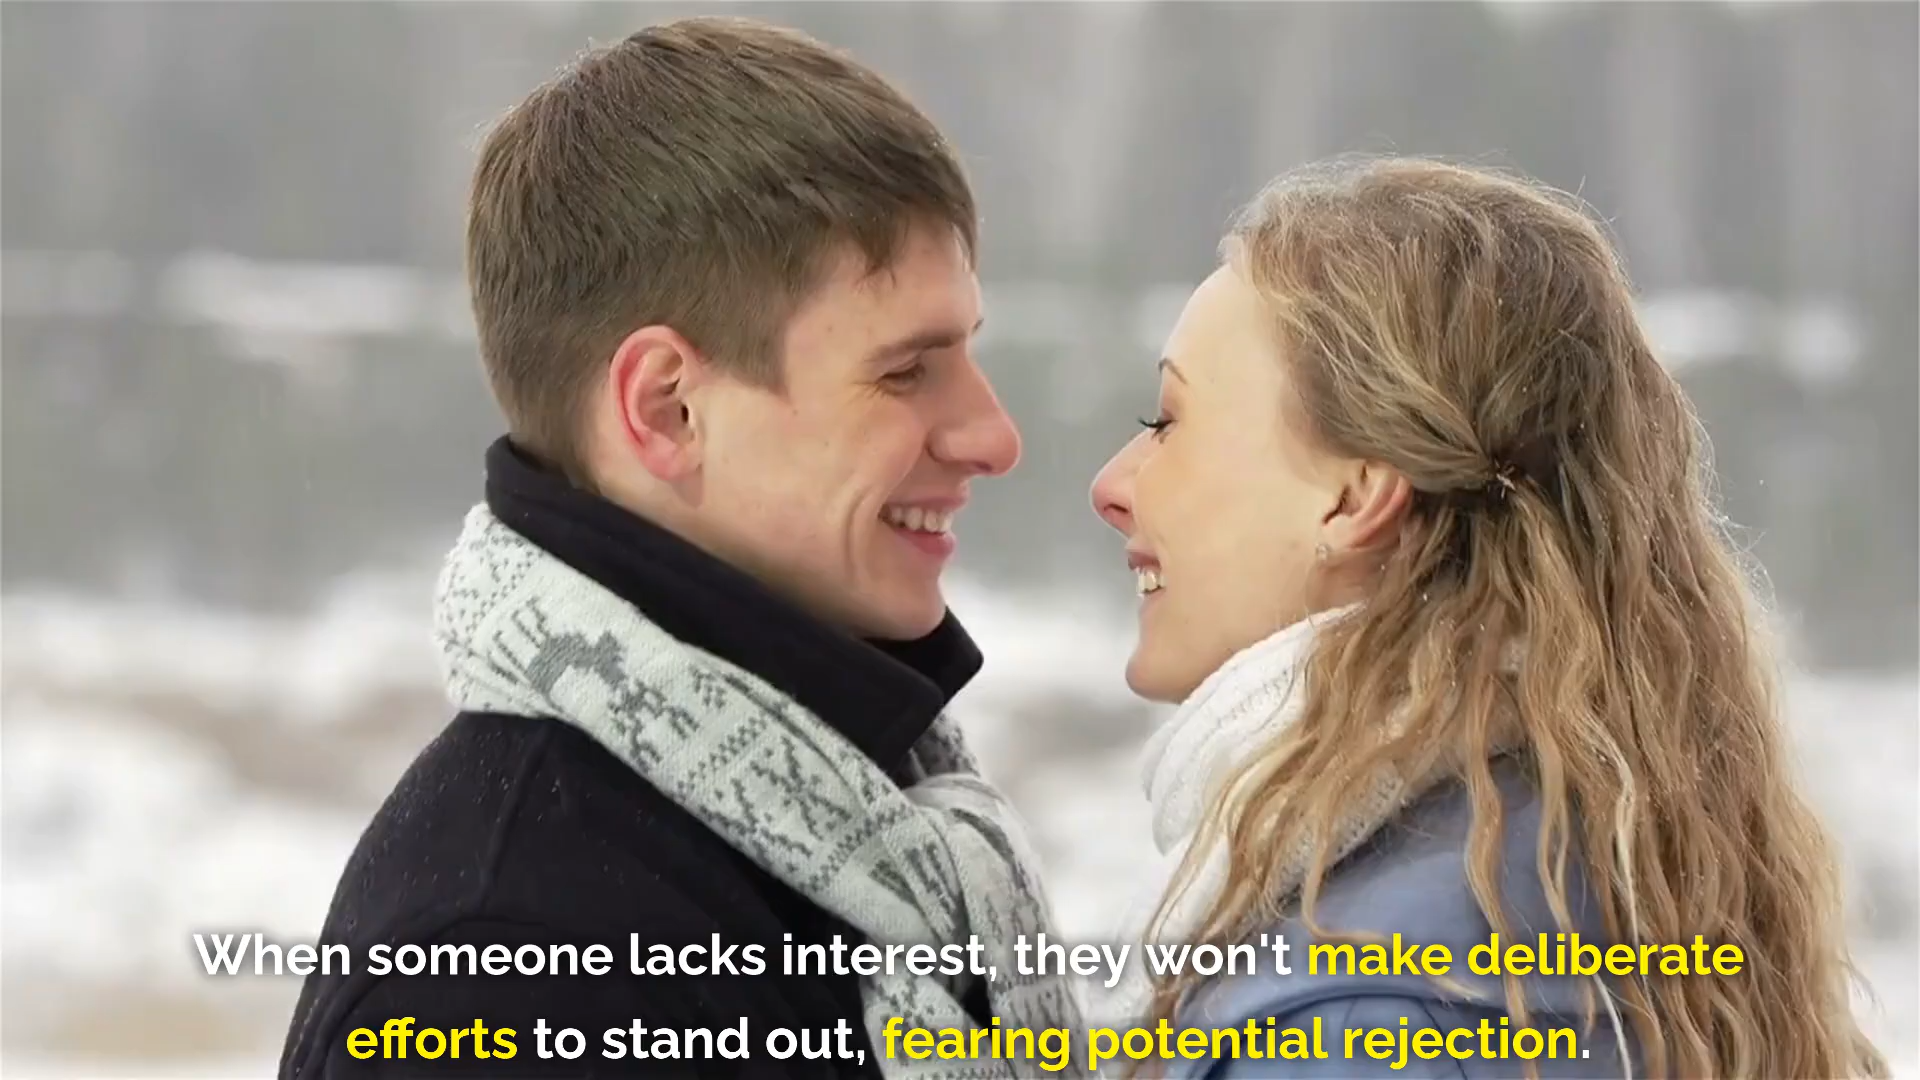 When someone lacks interest, they won't make deliberate
efforts to stand out, fearing potential rejection.